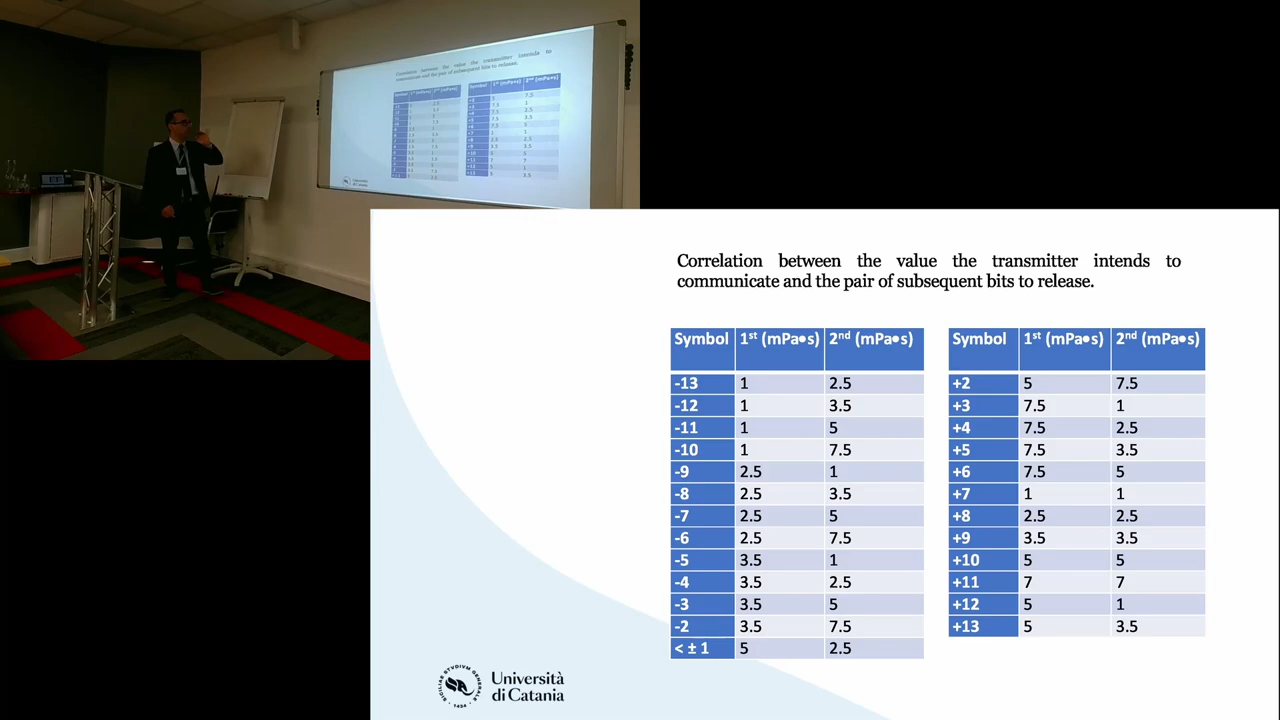 Correlation between the value the transmitter intends to
communicate and the pair of subsequent bits to release.
Symbol 1st (mPa•s) 2nd (mPa•s)
-13 1 2.5
-12 1 3.5
-11 1 5
-10 1 7.5
-9 2.5 1
-8 2.5 3.5
-7 2.5 5
-6 2.5 7.5
-5 3.5 1
-4 3.5 2.5
-3 3.5 5
-2 3.5 7.5
< ± 1 5 2.5
Symbol 1st (mPa•s) 2nd (mPa•s)
+2 5 7.5
+3 7.5 1
+4 7.5 2.5
+5 7.5 3.5
+6 7.5 5
+7 1 1
+8 2.5 2.5
+9 3.5 3.5
+10 5 5
+11 7 7
+12 5 1
+13 5 3.5
SICILIAE STVDIVM GENERALE
1434
Università
di Catania